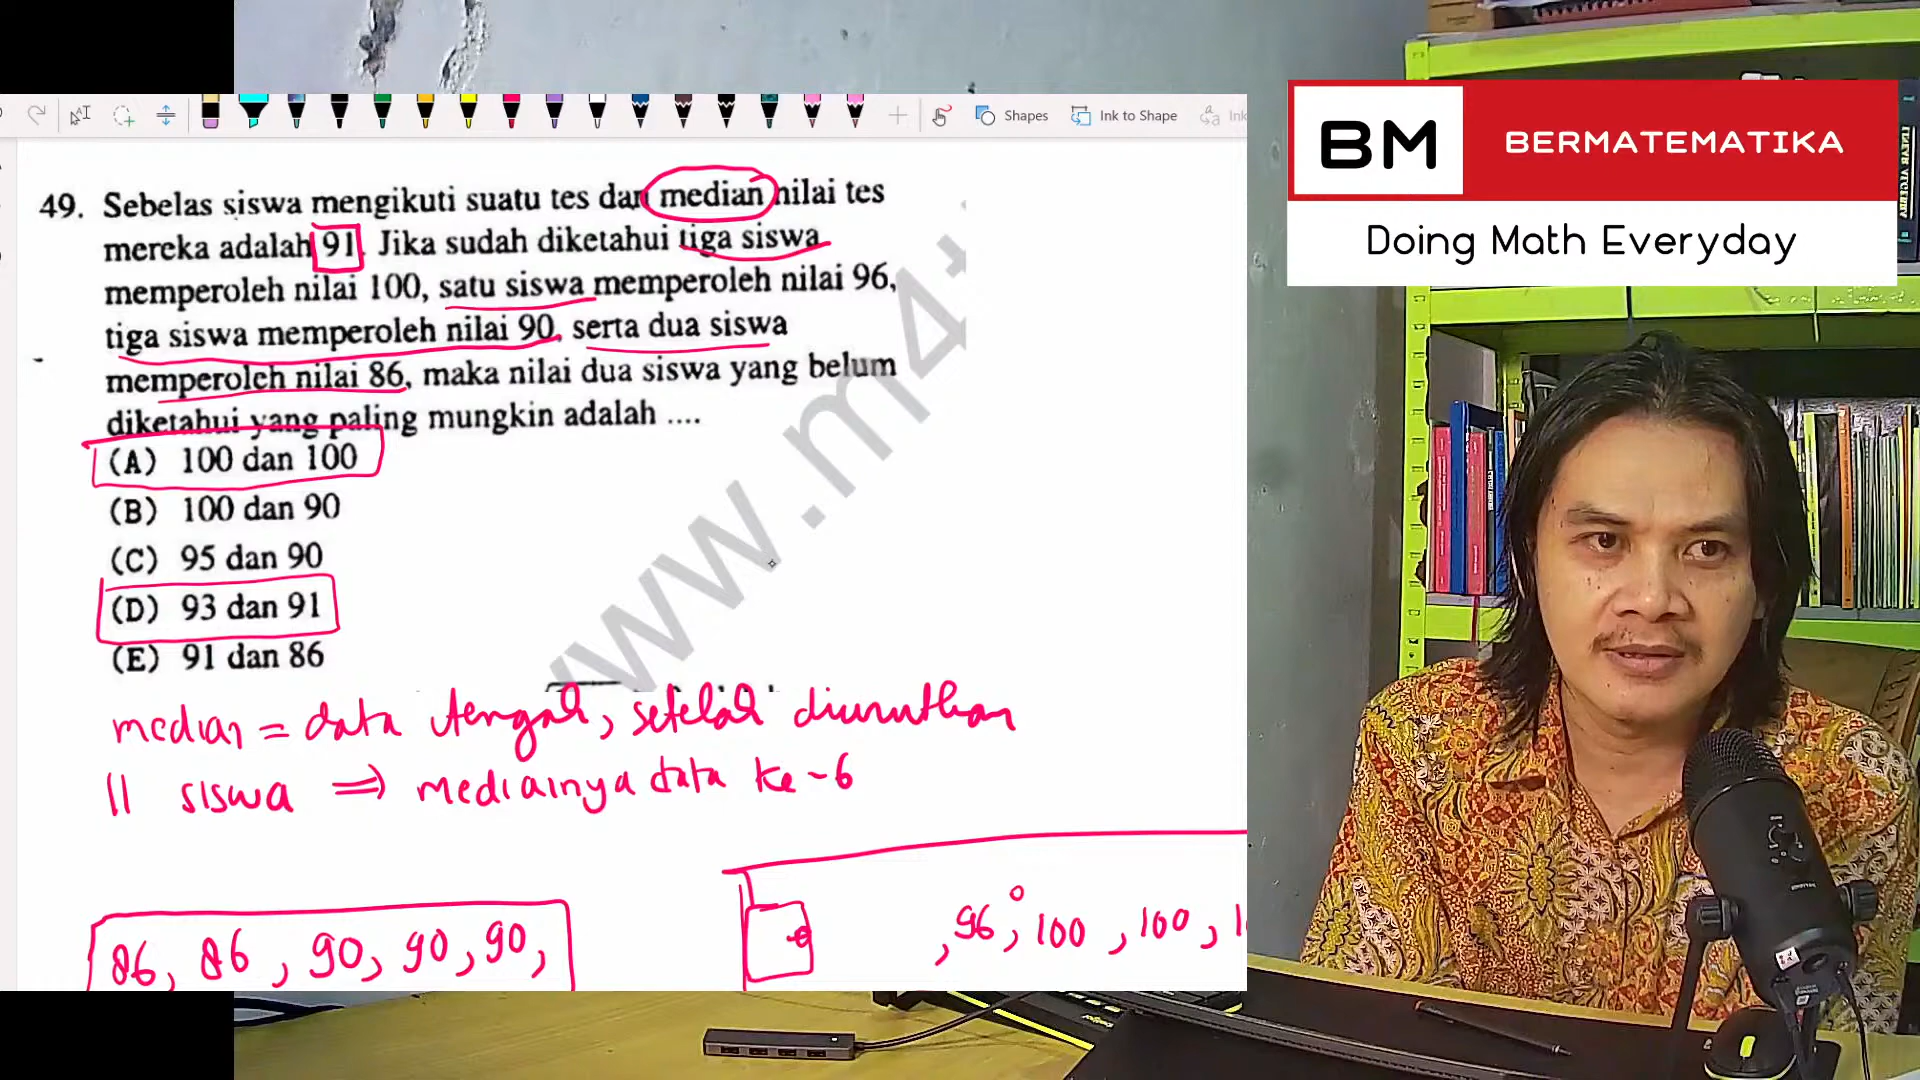 Shapes
Ink to Shape
Ink
BM
BERMATEMATIKA
Doing Math Everyday
49. Sebelas siswa mengikuti suatu tes dan median nilai tes
mereka adalah 91. Jika sudah diketahui tiga siswa
memperoleh nilai 100, satu siswa memperoleh nilai 96,
tiga siswa memperoleh nilai 90, serta dua siswa
memperoleh nilai 86, maka nilai dua siswa yang belum
diketahui yang paling mungkin adalah ....
(A) 100 dan 100
(B) 100 dan 90
(C) 95 dan 90
(D) 93 dan 91
(E) 91 dan 86
www.m4
median = data tengah, setelah diurutkan
11 siswa ⇒ mediannya data ke-6
86, 86, 90, 90, 90,
, 96, 100, 100, 1